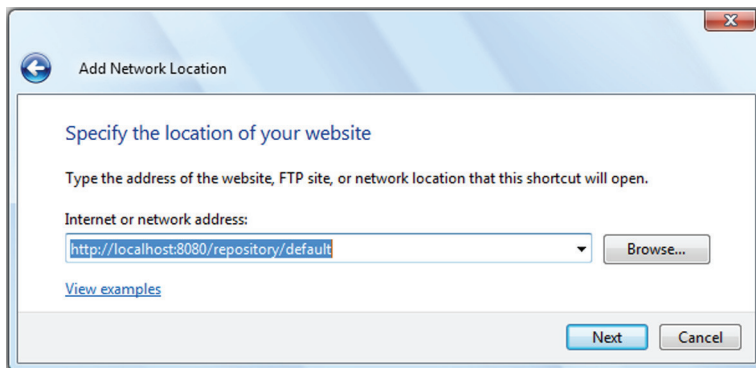 Add Network Location
Specify the location of your website
Type the address of the website, FTP site, or network location that this shortcut will open.
Internet or network address:
http://localhost:8080/repository/default
Browse...
View examples
Next
Cancel